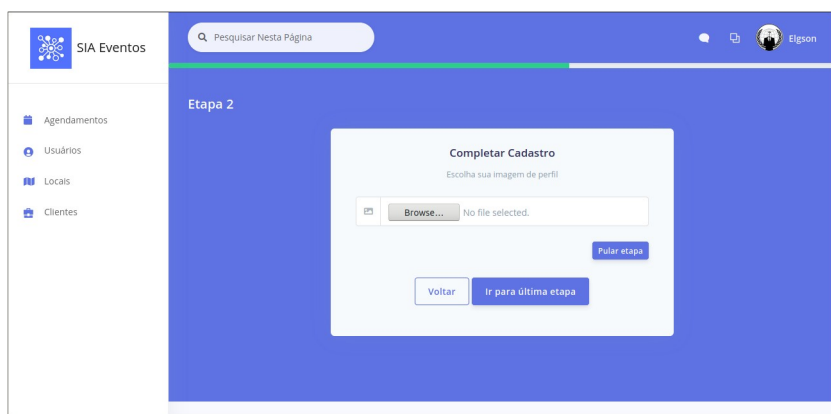 SIA Eventos
Pesquisar Nesta Página
Elgson
Agendamentos
Usuários
Locais
Clientes
Etapa 2
Completar Cadastro
Escolha sua imagem de perfil
Browse... No file selected.
Pular etapa
Voltar
Ir para última etapa